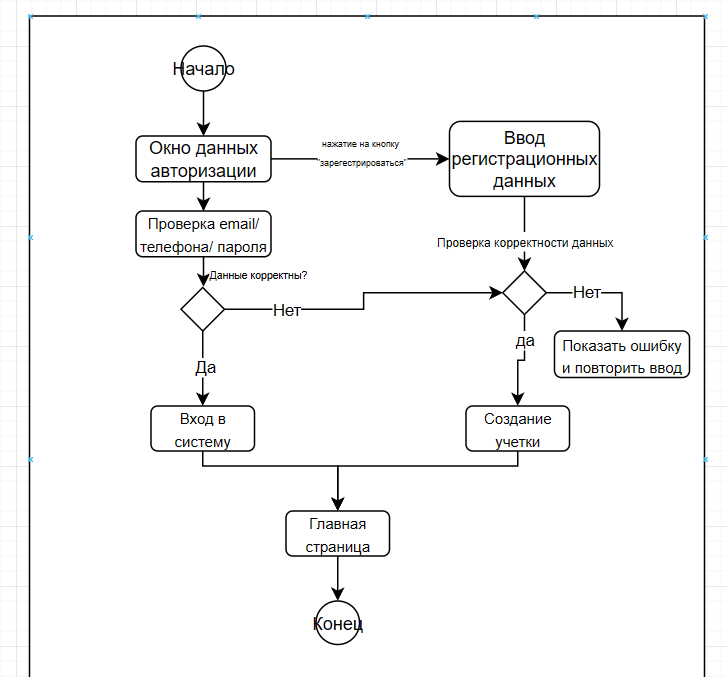 Начало
Окно данных
авторизации
нажатие на кнопку
"зарегестрироваться"
Ввод
регистрационных
данных
Проверка email/
телефона/ пароля
Проверка корректности данных
Данные корректны?
Нет
Нет
Да
да
Показать ошибку
и повторить ввод
Вход в
систему
Создание
учетки
Главная
страница
Конец